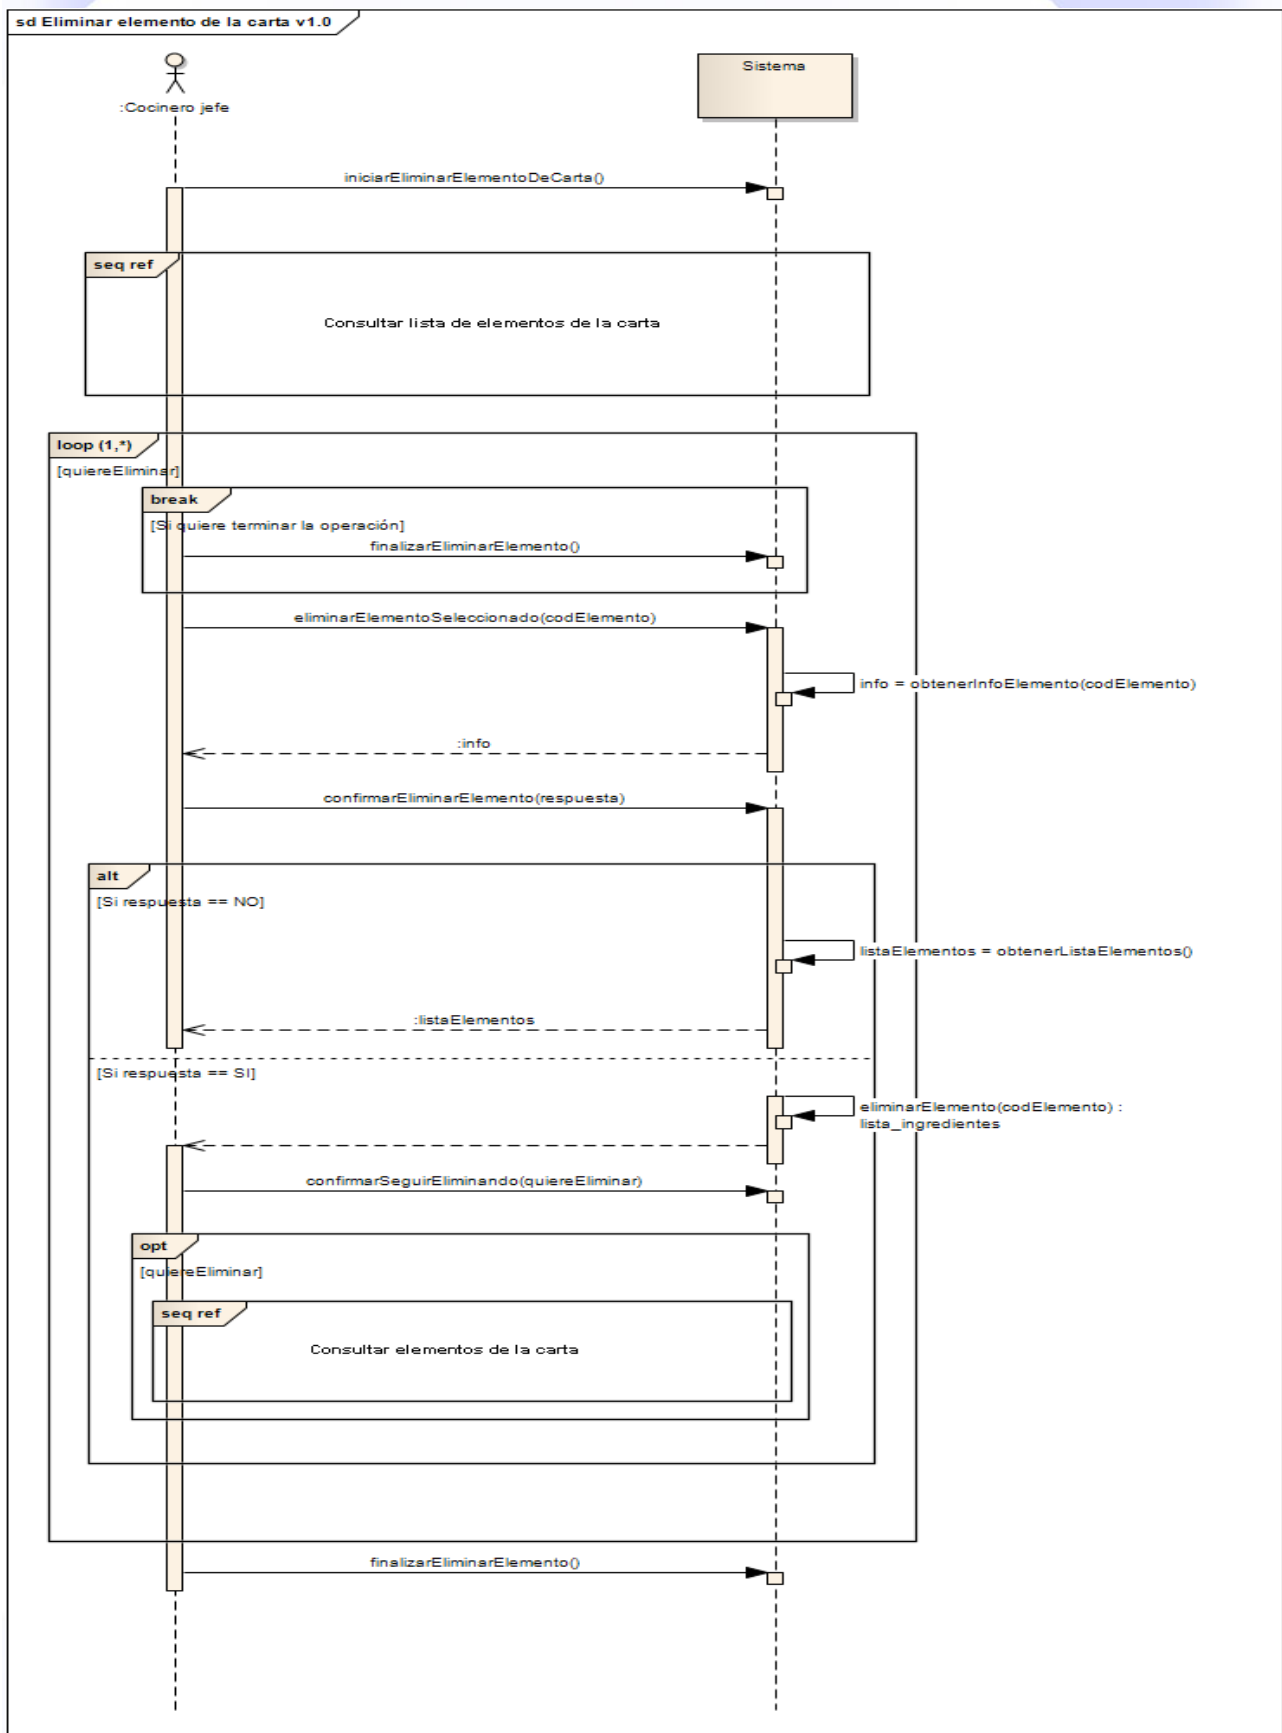 sd Eliminar elemento de la carta v1.0
:Cocinero jefe
Sistema
iniciarEliminarElementoDeCarta()
seq ref
Consultar lista de elementos de la carta
loop (1,*)
[quiereEliminar]
break
[Si quiere terminar la operación]
finalizarEliminarElemento()
eliminarElementoSeleccionado(codElemento)
info = obtenerInfoElemento(codElemento)
:info
confirmarEliminarElemento(respuesta)
alt
[Si respuesta == NO]
listaElementos = obtenerListaElementos()
:listaElementos
[Si respuesta == SI]
eliminarElemento(codElemento) :
lista_ingredientes
confirmarSeguirEliminando(quiereEliminar)
opt
[quiereEliminar]
seq ref
Consultar elementos de la carta
finalizarEliminarElemento()